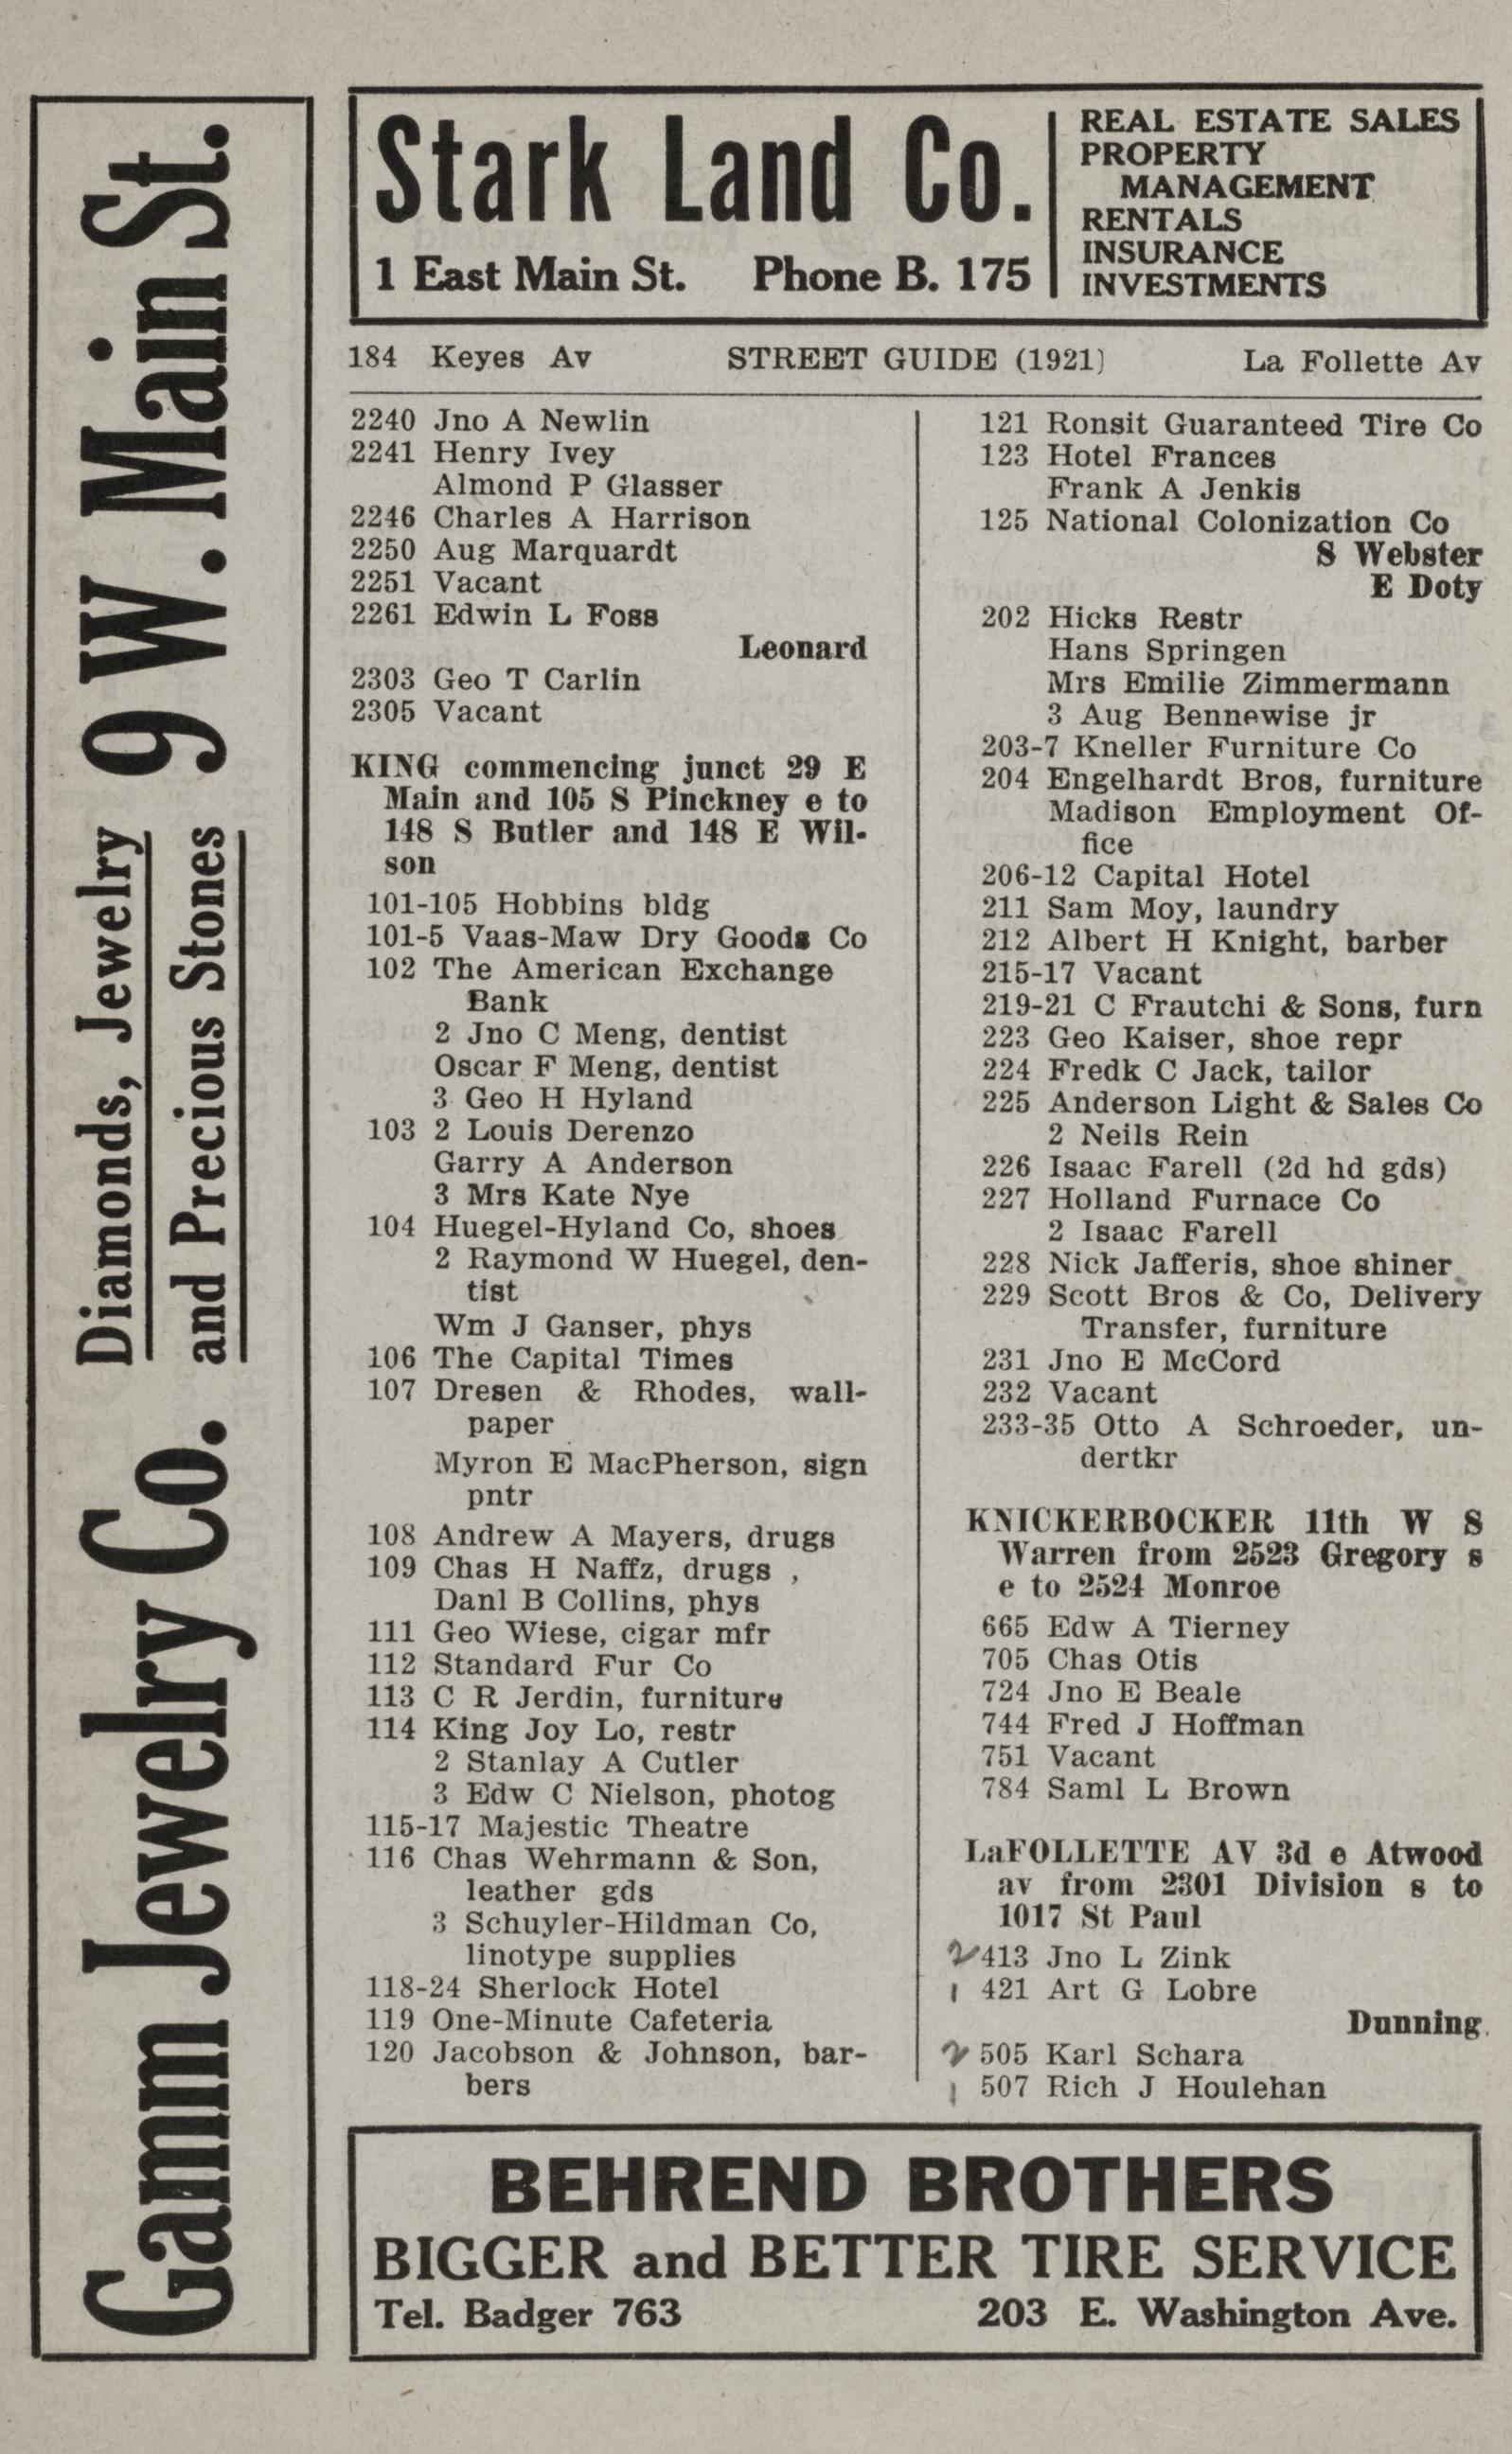 Gamm Jewelry Co.
Diamonds, Jewelry
and Precious Stones
9 W. Main St.
Stark Land Co.
1 East Main St. Phone B. 175
REAL ESTATE SALES
PROPERTY
MANAGEMENT
RENTALS
INSURANCE
INVESTMENTS
184 Keyes Av STREET GUIDE (1921) La Follette Av
2240 Jno A Newlin
2241 Henry Ivey
Almond P Glasser
2246 Charles A Harrison
2250 Aug Marquardt
2251 Vacant
2261 Edwin L Foss
Leonard
2303 Geo T Carlin
2305 Vacant
KING commencing junct 29 E
Main and 105 S Pinckney e to
148 S Butler and 148 E Wil-
son
101-105 Hobbins bldg
101-5 Vaas-Maw Dry Goods Co
102 The American Exchange
Bank
2 Jno C Meng, dentist
Oscar F Meng, dentist
3 Geo H Hyland
103 2 Louis Derenzo
Garry A Anderson
3 Mrs Kate Nye
104 Huegel-Hyland Co, shoes
2 Raymond W Huegel, den-
tist
Wm J Ganser, phys
106 The Capital Times
107 Dresen & Rhodes, wall-
paper
Myron E MacPherson, sign
pntr
108 Andrew A Mayers, drugs
109 Chas H Naffz, drugs ,
Danl B Collins, phys
111 Geo Wiese, cigar mfr
112 Standard Fur Co
113 C R Jerdin, furniture
114 King Joy Lo, restr
2 Stanlay A Cutler
3 Edw C Nielson, photog
115-17 Majestic Theatre
116 Chas Wehrmann & Son,
leather gds
3 Schuyler-Hildman Co,
linotype supplies
118-24 Sherlock Hotel
119 One-Minute Cafeteria
120 Jacobson & Johnson, bar-
bers
121 Ronsit Guaranteed Tire Co
123 Hotel Frances
Frank A Jenkis
125 National Colonization Co
S Webster
E Doty
202 Hicks Restr
Hans Springen
Mrs Emilie Zimmermann
3 Aug Bennewise jr
203-7 Kneller Furniture Co
204 Engelhardt Bros, furniture
Madison Employment Of-
fice
206-12 Capital Hotel
211 Sam Moy, laundry
212 Albert H Knight, barber
215-17 Vacant
219-21 C Frautchi & Sons, furn
223 Geo Kaiser, shoe repr
224 Fredk C Jack, tailor
225 Anderson Light & Sales Co
2 Neils Rein
226 Isaac Farell (2d hd gds)
227 Holland Furnace Co
2 Isaac Farell
228 Nick Jafferis, shoe shiner
229 Scott Bros & Co, Delivery
Transfer, furniture
231 Jno E McCord
232 Vacant
233-35 Otto A Schroeder, un-
dertkr
KNICKERBOCKER 11th W S
Warren from 2523 Gregory s
e to 2524 Monroe
665 Edw A Tierney
705 Chas Otis
724 Jno E Beale
744 Fred J Hoffman
751 Vacant
784 Saml L Brown
LaFOLLETTE AV 3d e Atwood
av from 2301 Division s to
1017 St Paul
2 413 Jno L Zink
1 421 Art G Lobre
Dunning
2 505 Karl Schara
1 507 Rich J Houlehan
BEHREND BROTHERS
BIGGER and BETTER TIRE SERVICE
Tel. Badger 763 203 E. Washington Ave.